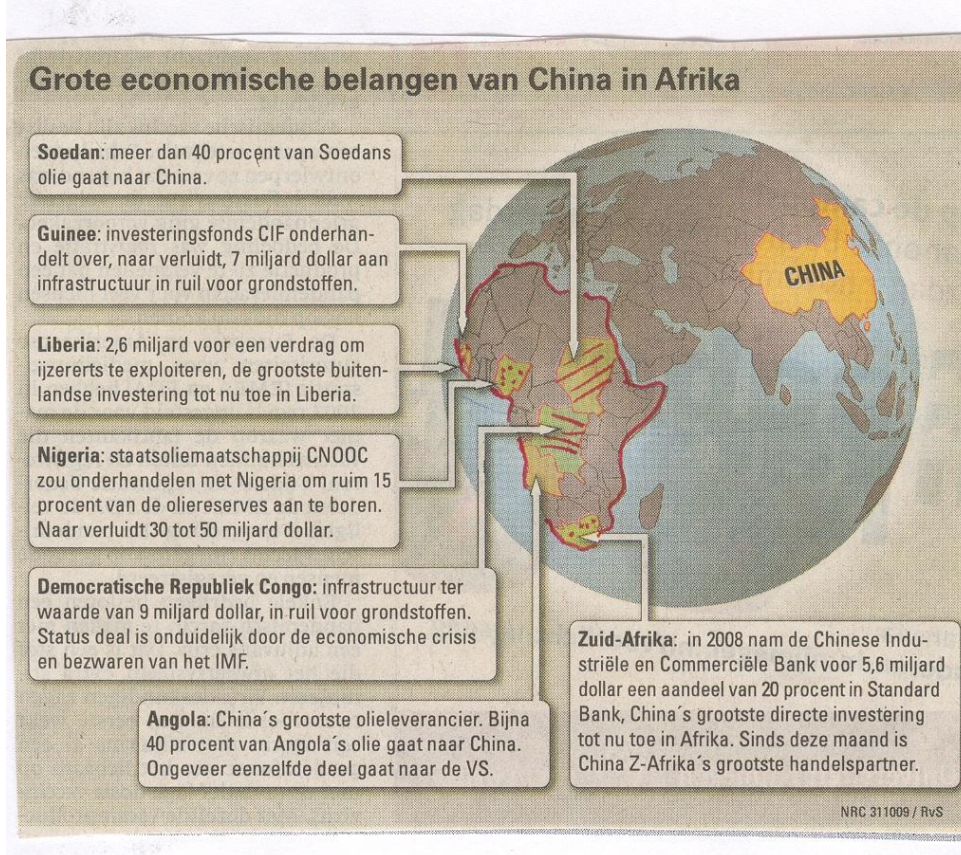 Grote economische belangen van China in Afrika
Soedan: meer dan 40 procent van Soedans
olie gaat naar China.
Guinee: investeringsfonds CIF onderhan-
delt over, naar verluidt, 7 miljard dollar aan
infrastructuur in ruil voor grondstoffen.
Liberia: 2,6 miljard voor een verdrag om
ijzererts te exploiteren, de grootste buiten-
landse investering tot nu toe in Liberia.
Nigeria: staatsoliemaatschappij CNOOC
zou onderhandelen met Nigeria om ruim 15
procent van de oliereserves aan te boren.
Naar verluidt 30 tot 50 miljard dollar.
Democratische Republiek Congo: infrastructuur ter
waarde van 9 miljard dollar, in ruil voor grondstoffen.
Status deal is onduidelijk door de economische crisis
en bezwaren van het IMF.
Angola: China´s grootste olieleverancier. Bijna
40 procent van Angola´s olie gaat naar China.
Ongeveer eenzelfde deel gaat naar de VS.
CHINA
Zuid-Afrika: in 2008 nam de Chinese Indu-
striële en Commerciële Bank voor 5,6 miljard
dollar een aandeel van 20 procent in Standard
Bank, China´s grootste directe investering
tot nu toe in Afrika. Sinds deze maand is
China Z-Afrika´s grootste handelspartner.
NRC 311009 / RvS